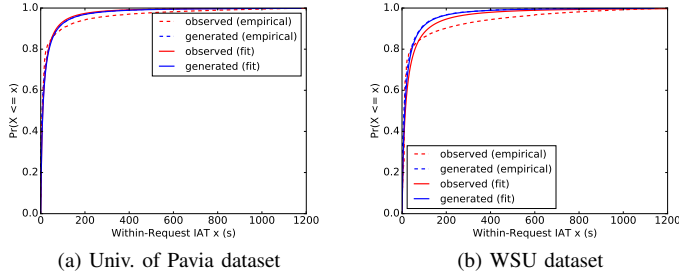 Pr(X <= x)
1.0
0.8
0.6
0.4
0.2
0.0
0 200 400 600 800 1000 1200
Within-Request IAT x (s)
observed (empirical)
generated (empirical)
observed (fit)
generated (fit)
(a) Univ. of Pavia dataset
Pr(X <= x)
1.0
0.8
0.6
0.4
0.2
0.0
0 200 400 600 800 1000 1200
Within-Request IAT x (s)
observed (empirical)
generated (empirical)
observed (fit)
generated (fit)
(b) WSU dataset